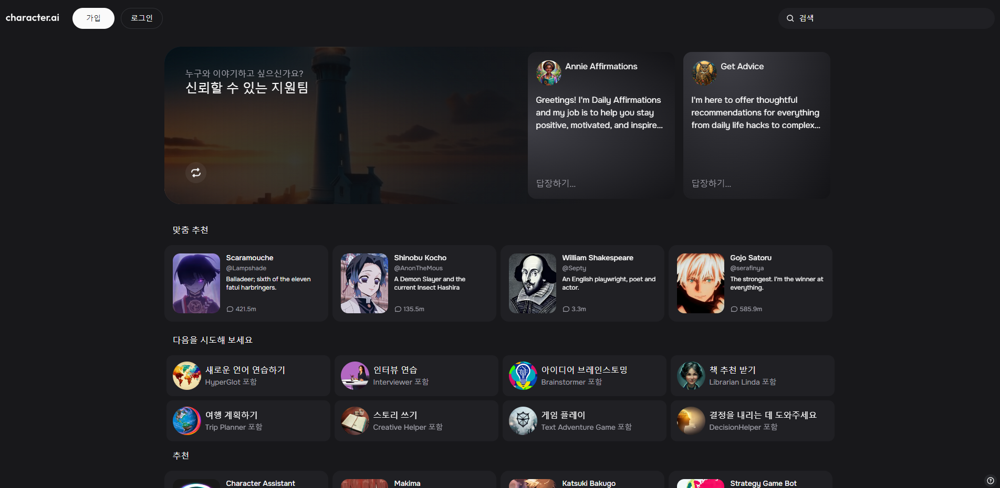 character.ai
가입
로그인
검색
누구와 이야기하고 싶으신가요?
신뢰할 수 있는 지원팀
Annie Affirmations
Greetings! I'm Daily Affirmations
and my job is to help you stay
positive, motivated, and inspire...
답장하기...
Get Advice
I'm here to offer thoughtful
recommendations for everything
from daily life hacks to complex...
답장하기...
맞춤 추천
Scaramouche
@Lampshade
Balladeer; sixth of the eleven
fatui harbringers.
421.5m
Shinobu Kocho
@AnonTheMous
A Demon Slayer and the
current Insect Hashira
135.5m
William Shakespeare
@Septy
An English playwright, poet and
actor.
3.3m
Gojo Satoru
@serafinya
The strongest. I'm the winner at
everything.
585.9m
다음을 시도해 보세요
새로운 언어 연습하기
HyperGlot 포함
인터뷰 연습
Interviewer 포함
아이디어 브레인스토밍
Brainstormer 포함
책 추천 받기
Librarian Linda 포함
여행 계획하기
Trip Planner 포함
스토리 쓰기
Creative Helper 포함
게임 플레이
Text Adventure Game 포함
결정을 내리는 데 도와주세요
DecisionHelper 포함
추천
Character Assistant
Makima
Katsuki Bakugo
Strategy Game Bot